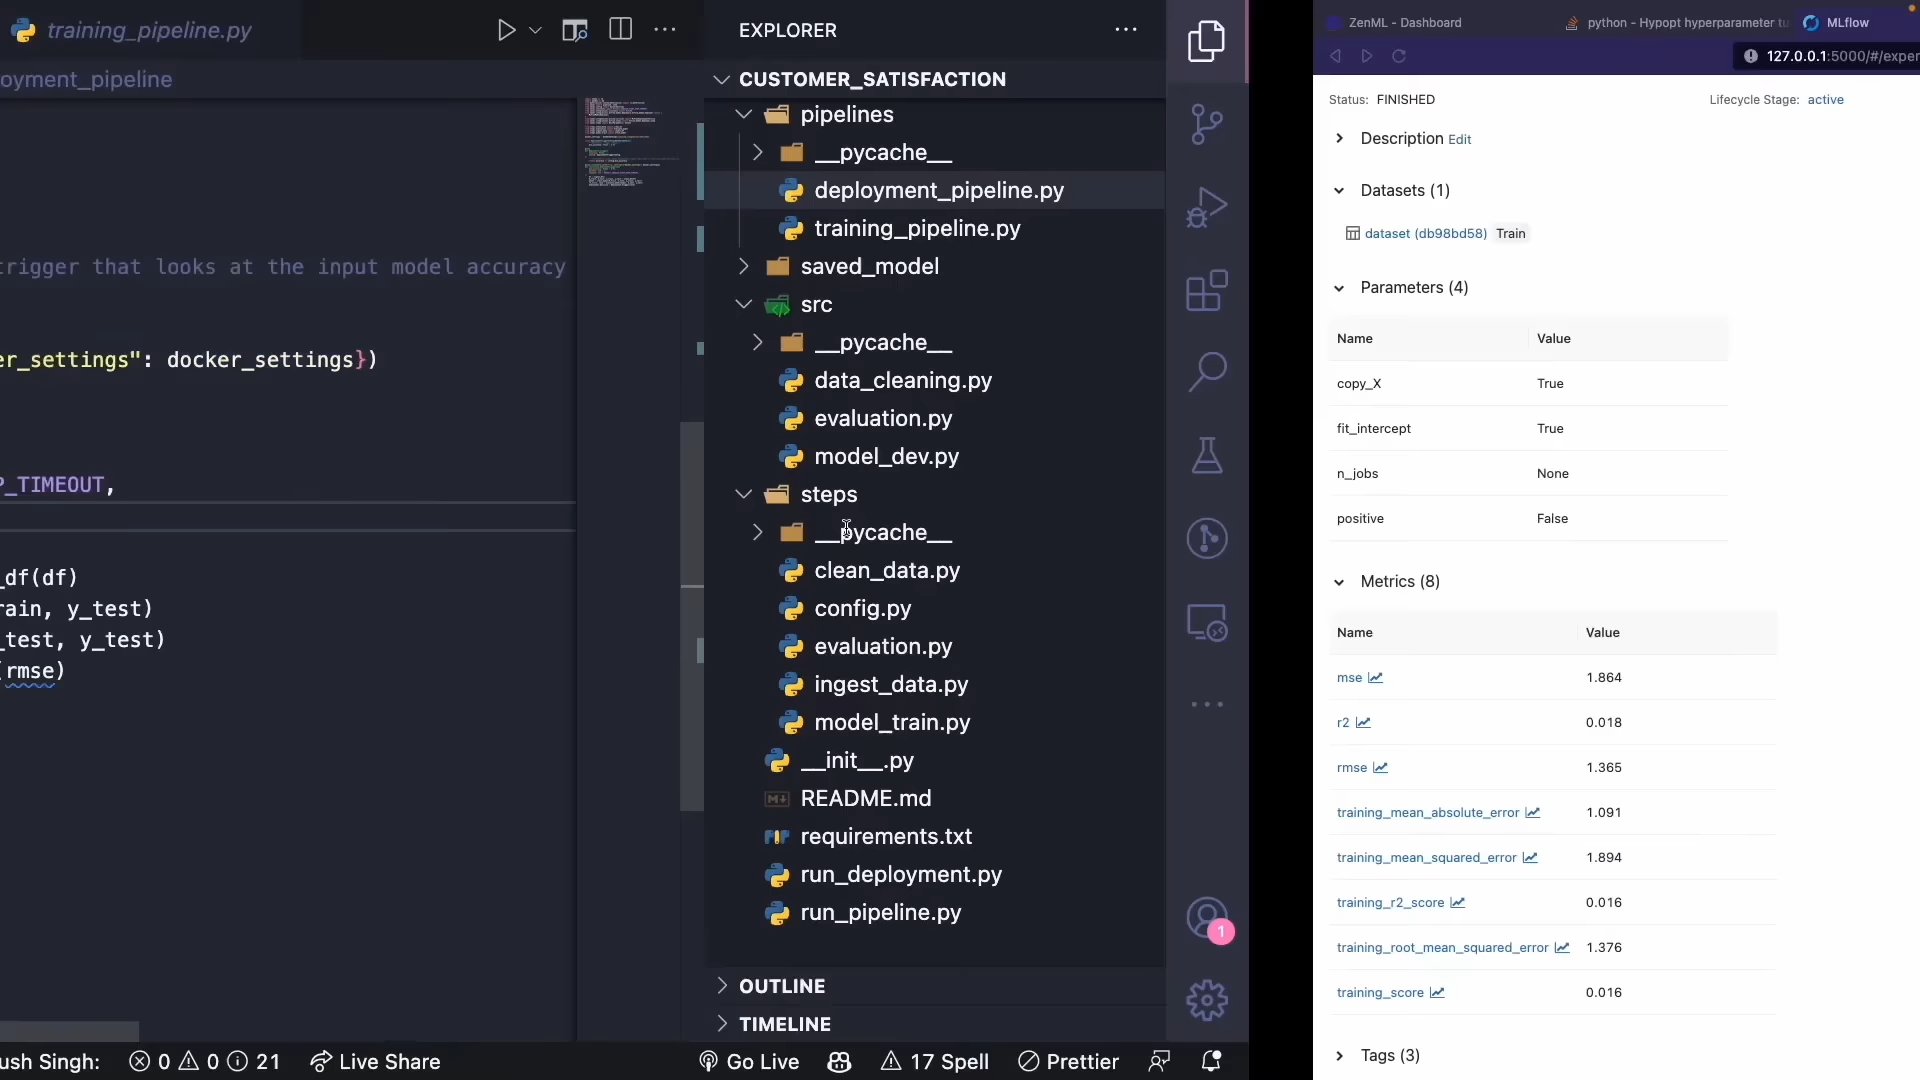 training_pipeline.py
oyment_pipeline
trigger that looks at the input model accuracy
er_settings": docker_settings})
P_TIMEOUT,
_df(df)
rain, y_test)
_test, y_test)
(rmse)
EXPLORER
CUSTOMER_SATISFACTION
pipelines
__pycache__
deployment_pipeline.py
training_pipeline.py
saved_model
src
__pycache__
data_cleaning.py
evaluation.py
model_dev.py
steps
__pycache__
clean_data.py
config.py
evaluation.py
ingest_data.py
model_train.py
__init__.py
README.md
requirements.txt
run_deployment.py
run_pipeline.py
OUTLINE
TIMELINE
1
ush Singh: 0 0 21 Live Share Go Live 17 Spell Prettier
ZenML - Dashboard python - Hypopt hyperparameter tu MLflow
127.0.0.1:5000/#/exper
Status: FINISHED Lifecycle Stage: active
Description Edit
Datasets (1)
dataset (db98bd58) Train
Parameters (4)
Name Value
copy_X True
fit_intercept True
n_jobs None
positive False
Metrics (8)
Name Value
mse 1.864
r2 0.018
rmse 1.365
training_mean_absolute_error 1.091
training_mean_squared_error 1.894
training_r2_score 0.016
training_root_mean_squared_error 1.376
training_score 0.016
Tags (3)